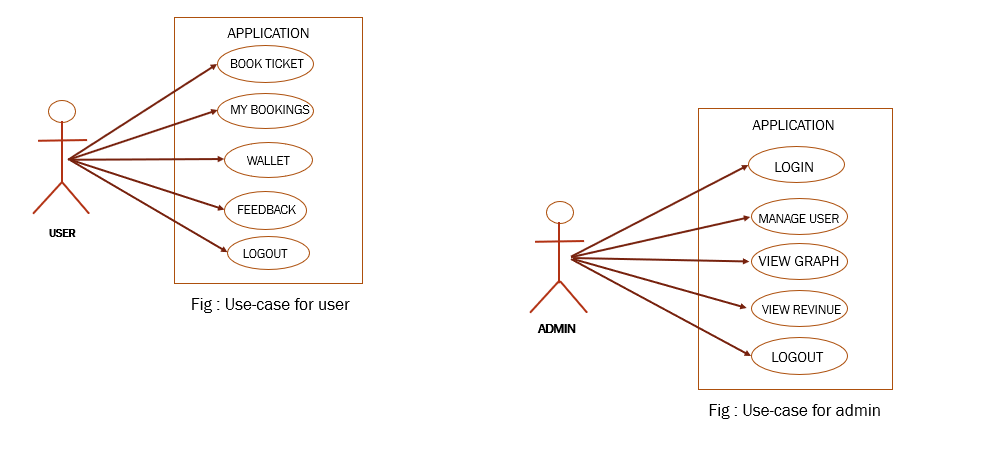 APPLICATION
BOOK TICKET
MY BOOKINGS
WALLET
FEEDBACK
LOGOUT
USER
Fig : Use-case for user
APPLICATION
LOGIN
MANAGE USER
VIEW GRAPH
VIEW REVINUE
LOGOUT
ADMIN
Fig : Use-case for admin